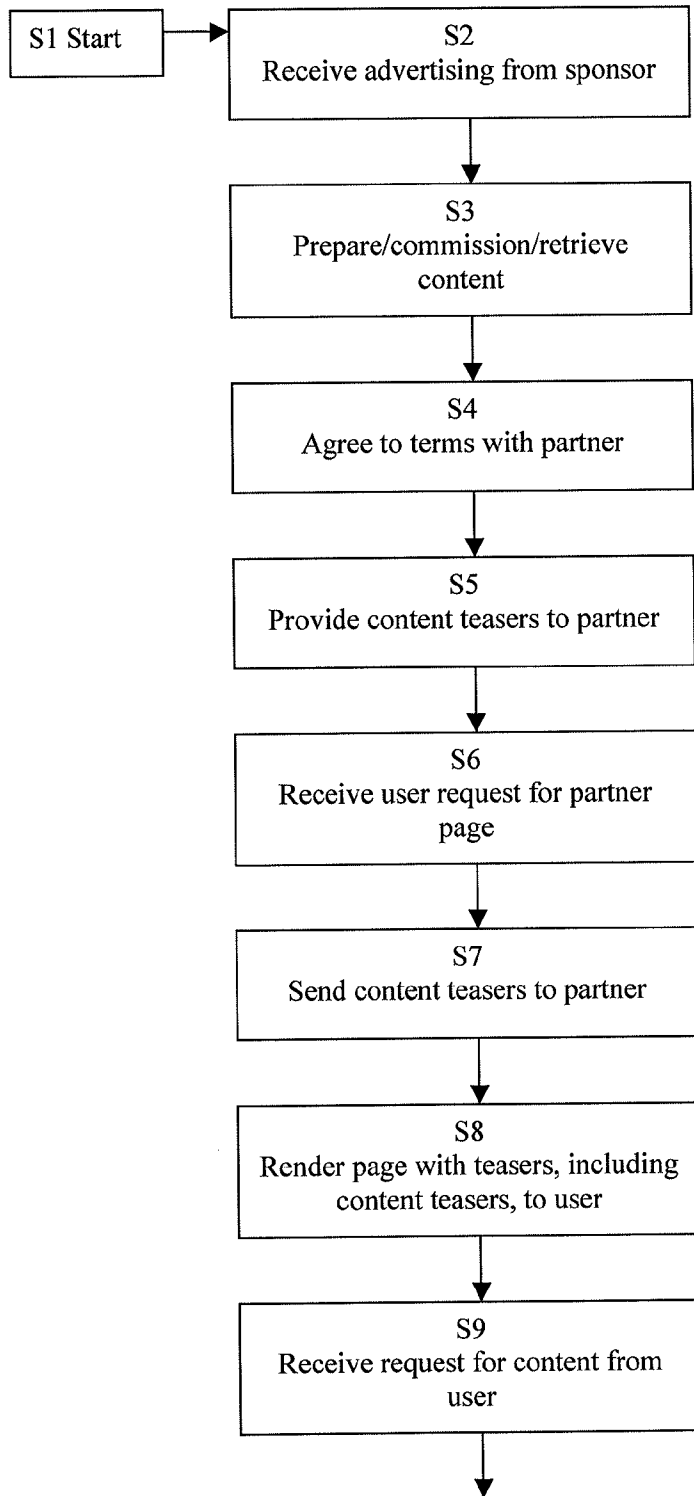 S1 Start
S2
Receive advertising from sponsor
S3
Prepare/commission/retrieve
content
S4
Agree to terms with partner
S5
Provide content teasers to partner
S6
Receive user request for partner
page
S7
Send content teasers to partner
S8
Render page with teasers, including
content teasers, to user
S9
Receive request for content from
user